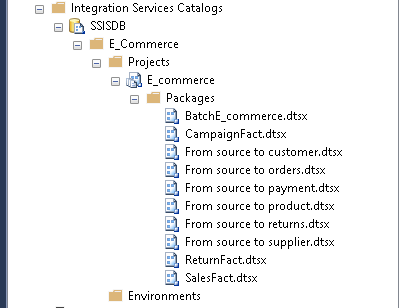 Integration Services Catalogs
SSISDB
E_Commerce
Projects
E_commerce
Packages
BatchE_commerce.dtsx
CampaignFact.dtsx
From source to customer.dtsx
From source to orders.dtsx
From source to payment.dtsx
From source to product.dtsx
From source to returns.dtsx
From source to supplier.dtsx
ReturnFact.dtsx
SalesFact.dtsx
Environments